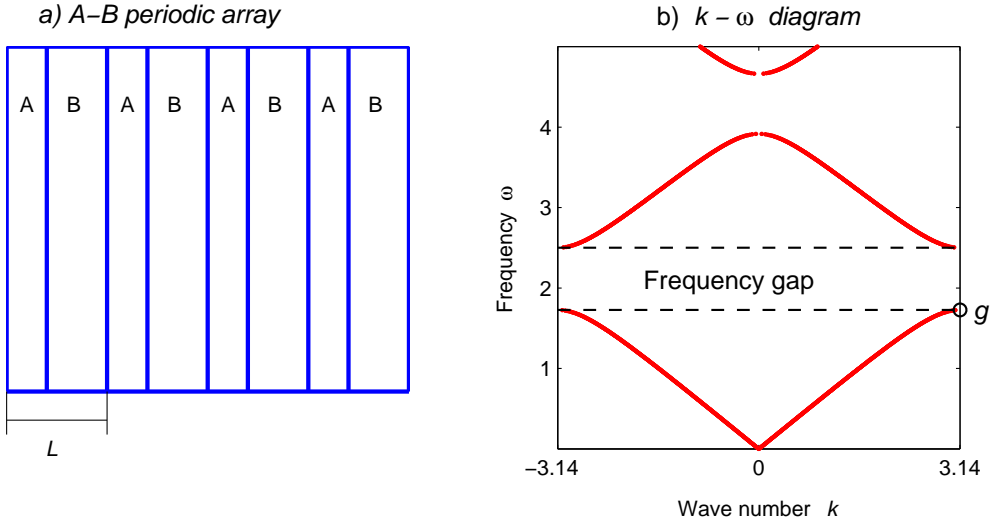 a) A−B periodic array
A B A B A B A B
L
b) k − ω diagram
Frequency ω
4
3
2
1
Frequency gap
g
−3.14 0 3.14
Wave number k